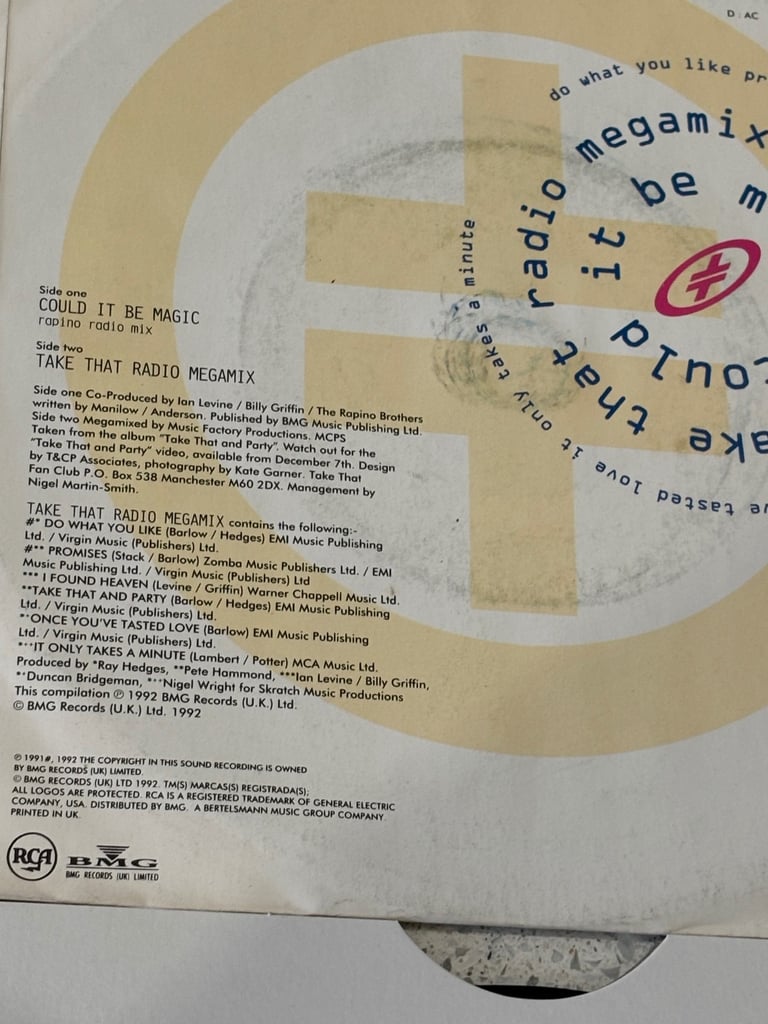 D : AC
do what you like
megamix
be
radio
it
a minute
takes
could
that
it only
take
love
tasted
Side one
COULD IT BE MAGIC
rapino radio mix
Side two
TAKE THAT RADIO MEGAMIX
Side one Co-Produced by Ian Levine / Billy Griffin / The Rapino Brothers
written by Manilow / Anderson. Published by BMG Music Publishing Ltd.
Side two Megamixed by Music Factory Productions. MCPS
Taken from the album "Take That and Party". Watch out for the
"Take That and Party" video, available from December 7th. Design
by T&CP Associates, photography by Kate Garner. Take That
Fan Club P.O. Box 538 Manchester M60 2DX. Management by
Nigel Martin-Smith.
TAKE THAT RADIO MEGAMIX contains the following:-
#* DO WHAT YOU LIKE (Barlow / Hedges) EMI Music Publishing
Ltd. / Virgin Music (Publishers) Ltd.
#** PROMISES (Stack / Barlow) Zomba Music Publishers Ltd. / EMI
Music Publishing Ltd. / Virgin Music (Publishers) Ltd
*** I FOUND HEAVEN (Levine / Griffin) Warner Chappell Music Ltd.
**TAKE THAT AND PARTY (Barlow / Hedges) EMI Music Publishing
Ltd. / Virgin Music (Publishers) Ltd.
*ˑONCE YOU'VE TASTED LOVE (Barlow) EMI Music Publishing
Ltd. / Virgin Music (Publishers) Ltd.
*ˑˑIT ONLY TAKES A MINUTE (Lambert / Potter) MCA Music Ltd.
Produced by *Ray Hedges, **Pete Hammond, ***Ian Levine / Billy Griffin,
*ˑDuncan Bridgeman, *ˑˑNigel Wright for Skratch Music Productions
This compilation ℗ 1992 BMG Records (U.K.) Ltd.
© BMG Records (U.K.) Ltd. 1992
℗ 1991#, 1992 THE COPYRIGHT IN THIS SOUND RECORDING IS OWNED
BY BMG RECORDS (UK) LIMITED.
© BMG RECORDS (UK) LTD 1992. TM(S) MARCAS(S) REGISTRADA(S);
ALL LOGOS ARE PROTECTED. RCA IS A REGISTERED TRADEMARK OF GENERAL ELECTRIC
COMPANY, USA. DISTRIBUTED BY BMG. A BERTELSMANN MUSIC GROUP COMPANY.
PRINTED IN UK.
RCA
BMG
BMG RECORDS (UK) LIMITED